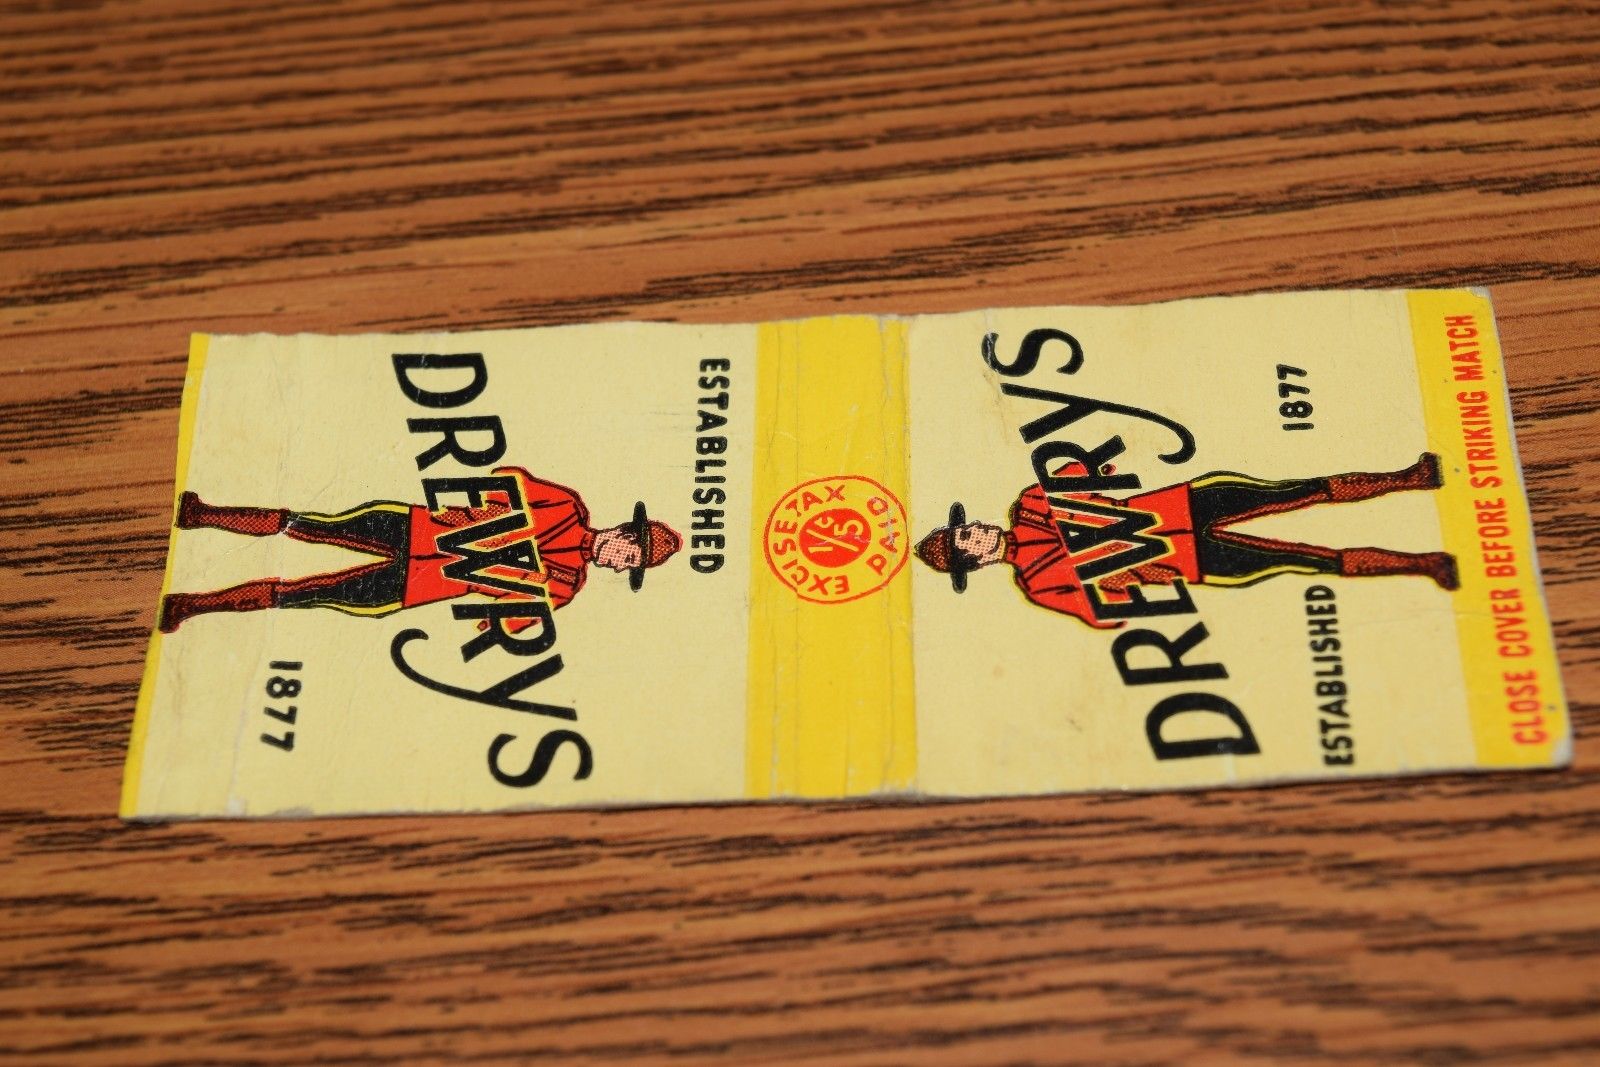 ESTABLISHED
DREWRYS
1877
EXCISE TAX PAID
1/5¢
DREWRYS
ESTABLISHED 1877
CLOSE COVER BEFORE STRIKING MATCH